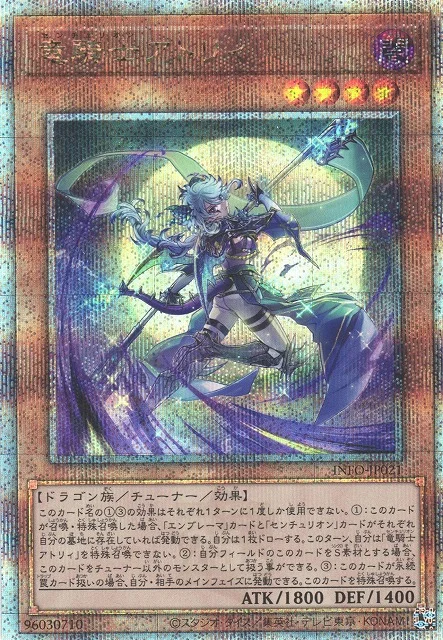 竜騎士アトリィ
闇
INFO-JP021
【ドラゴン族／チューナー／効果】
このカード名の①③の効果はそれぞれ1ターンに1度しか使用できない。①：このカー
ドが召喚・特殊召喚した場合、「エンブレーマ」カードと「センチュリオン」カードがそれぞ
れ自分の墓地に存在していれば発動できる。自分は1枚ドローする。このターン、自分は「竜騎士
アトリィ」を召喚できない。②：自分フィールドのこのカードをS素材とする場合、
このカードをチューナー以外のモンスターとして扱う事ができる。③：このカードが永続
罠カード扱いの場合、自分・相手のメインフェイズに発動できる。このカードを特殊召喚する。
ATK/1800 DEF/1400
96030710
©スタジオ・ダイス／集英社・テレビ東京・KONAMI